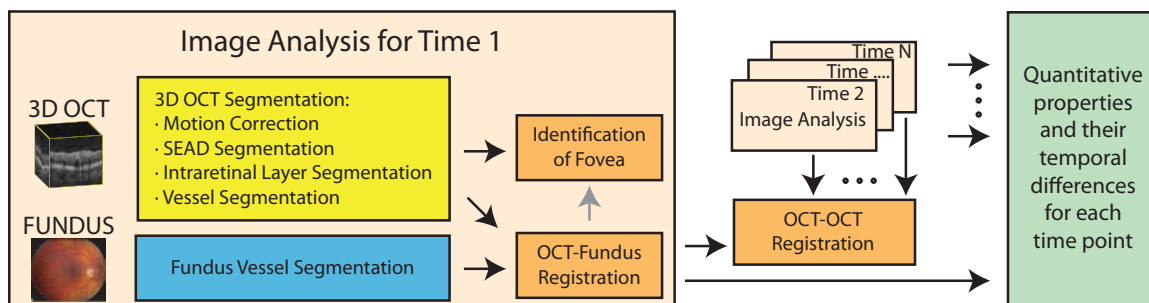 Image Analysis for Time 1
3D OCT
FUNDUS
3D OCT Segmentation:
· Motion Correction
· SEAD Segmentation
· Intraretinal Layer Segmentation
· Vessel Segmentation
Fundus Vessel Segmentation
Identification
of Fovea
OCT-Fundus
Registration
Time N
Time ....
Time 2
Image Analysis
OCT-OCT
Registration
Quantitative
properties
and their
temporal
differences
for each
time point